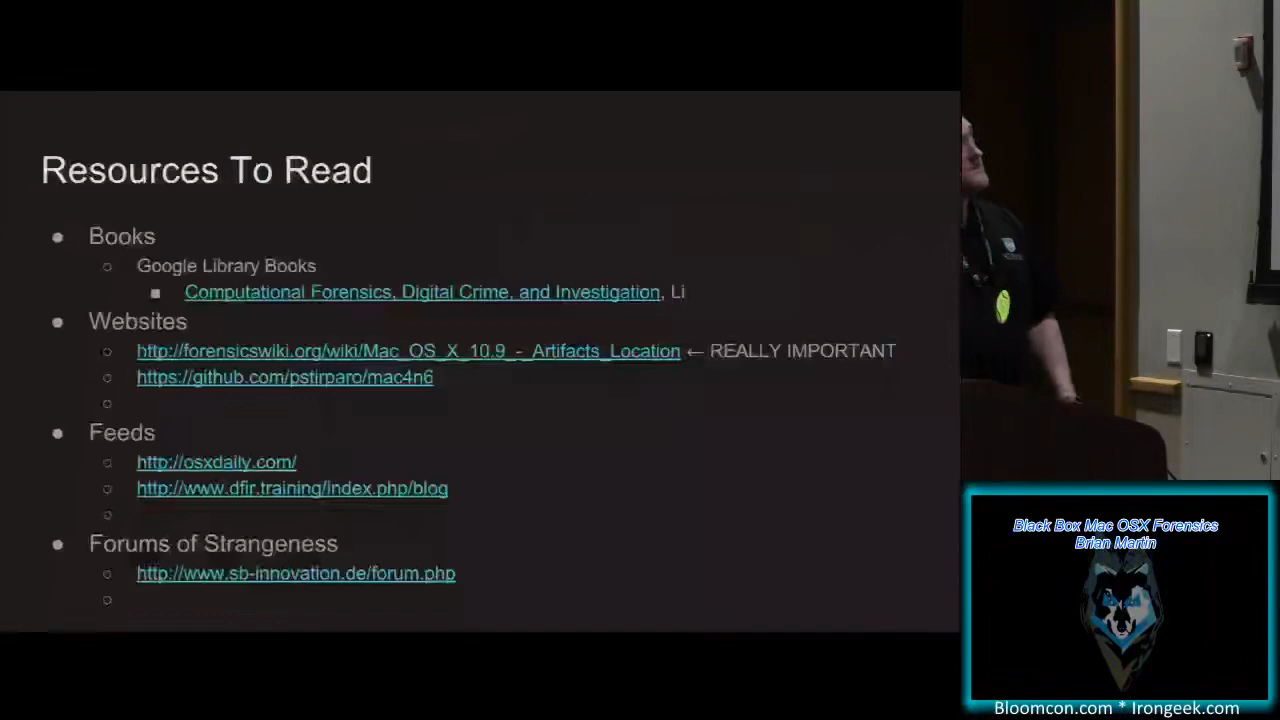 Resources To Read
● Books
○ Google Library Books
■ Computational Forensics, Digital Crime, and Investigation, Li
● Websites
○ http://forensicswiki.org/wiki/Mac_OS_X_10.9_-_Artifacts_Location ← REALLY IMPORTANT
○ https://github.com/pstirparo/mac4n6
○
● Feeds
○ http://osxdaily.com/
○ http://www.dfir.training/index.php/blog
○
● Forums of Strangeness
○ http://www.sb-innovation.de/forum.php
○
Black Box Mac OSX Forensics
Brian Martin
Bloomcon.com * Irongeek.com